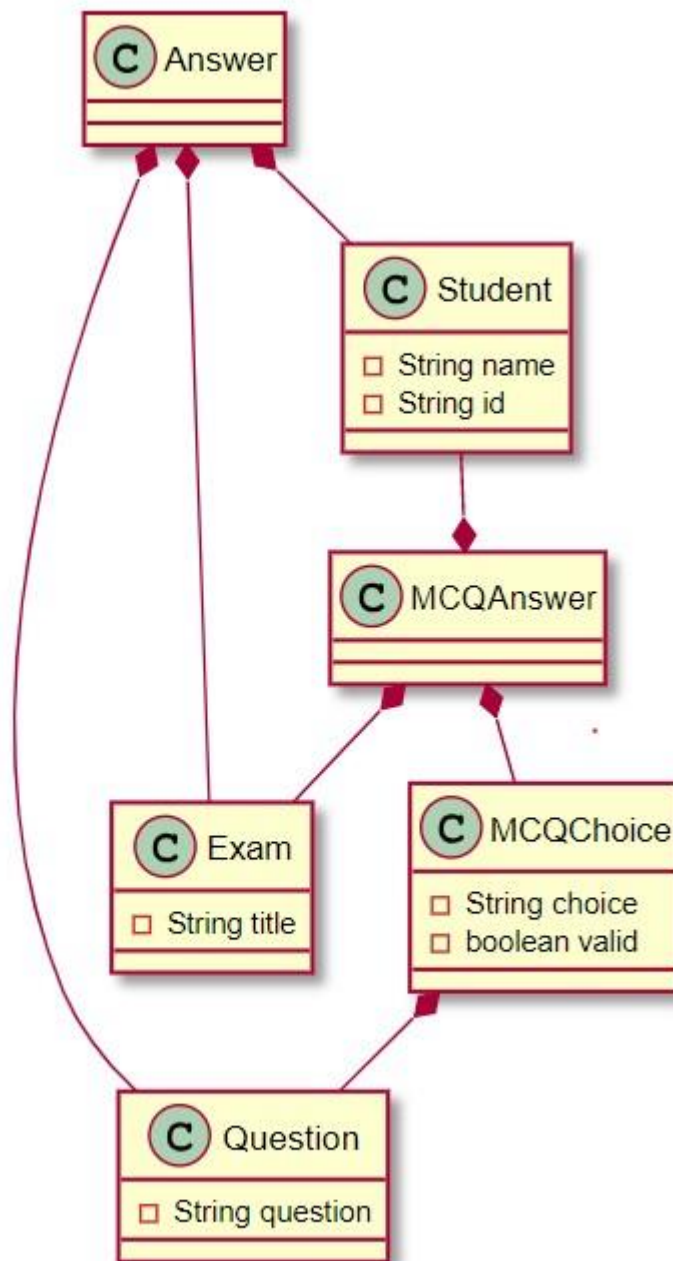 C Answer
C Student
String name
String id
C MCQAnswer
C Exam
String title
C MCQChoice
String choice
boolean valid
C Question
String question